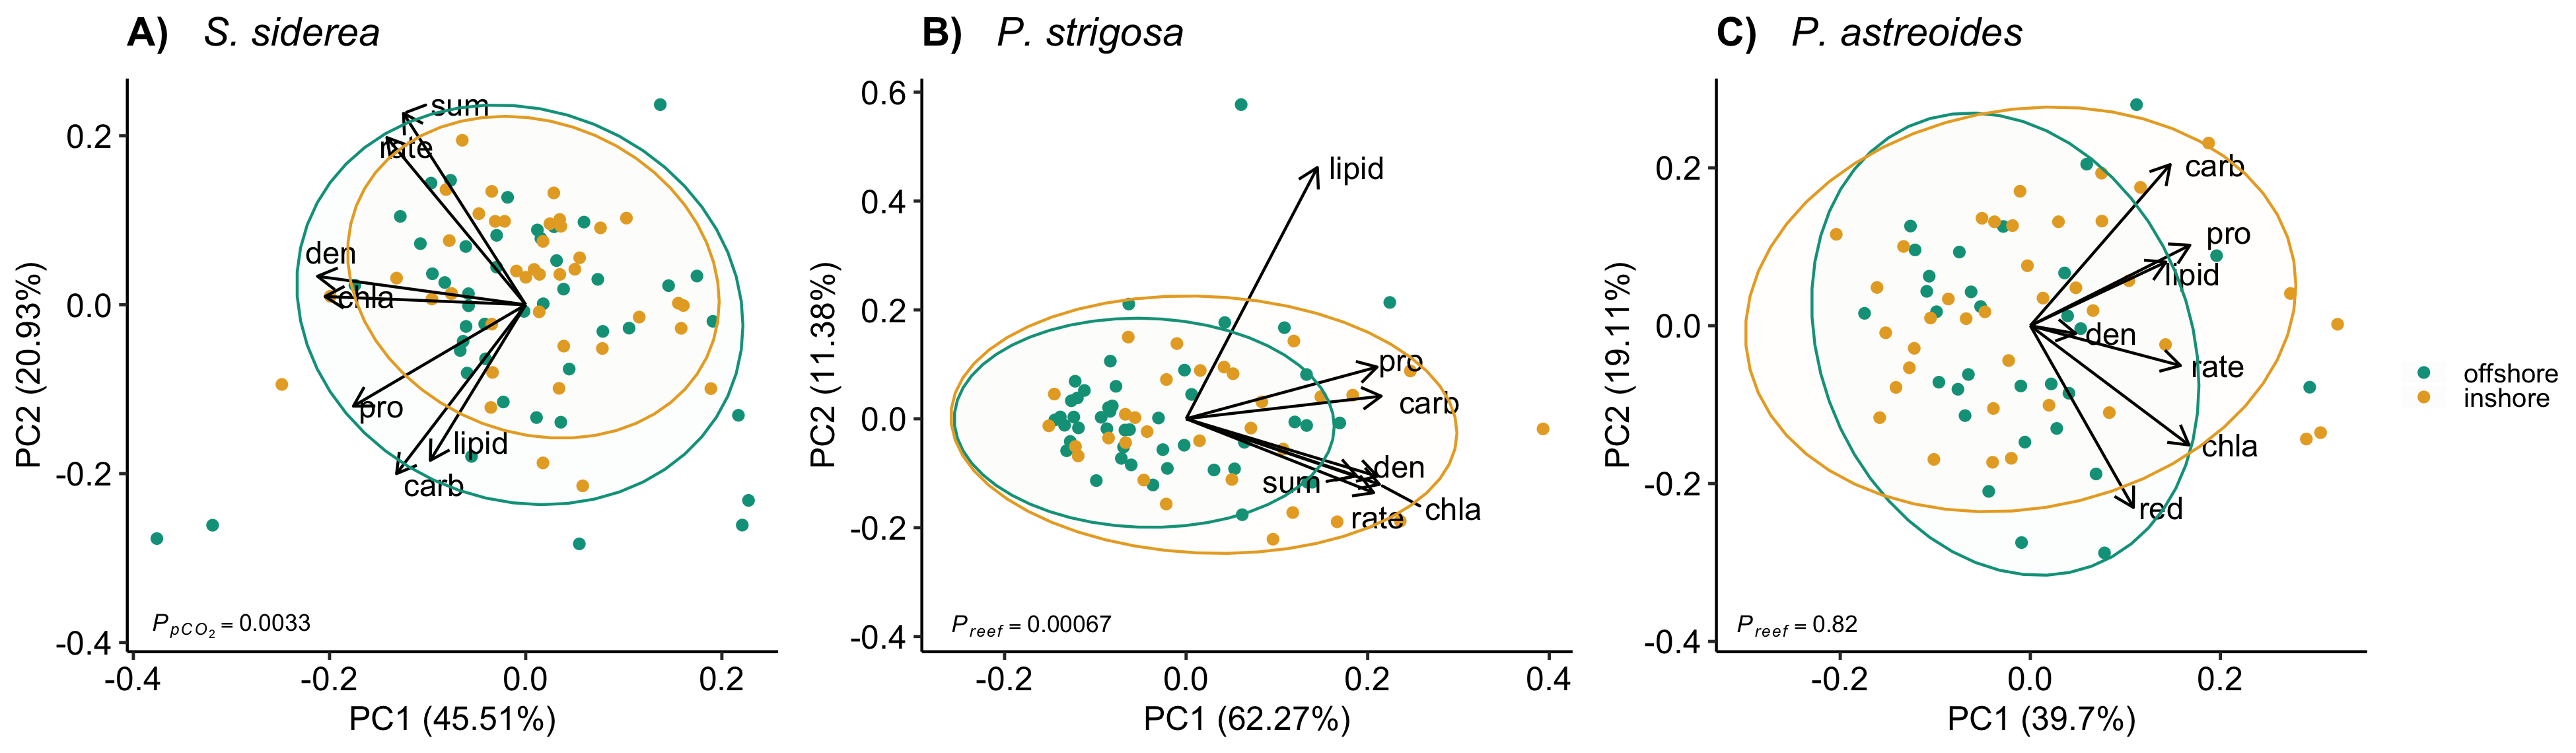 A) S. siderea
PC2 (20.93%)
0.2
0.0
-0.2
-0.4
sum
rate
den
chla
pro
lipid
carb
P pCO2 = 0.0033
-0.4 -0.2 0.0 0.2
PC1 (45.51%)
B) P. strigosa
PC2 (11.38%)
0.6
0.4
0.2
0.0
-0.2
-0.4
lipid
pro
carb
den
sum
chla
rate
P reef = 0.00067
-0.2 0.0 0.2 0.4
PC1 (62.27%)
C) P. astreoides
PC2 (19.11%)
0.2
0.0
-0.2
-0.4
carb
pro
lipid
den
rate
chla
red
P reef = 0.82
-0.2 0.0 0.2
PC1 (39.7%)
offshore
inshore